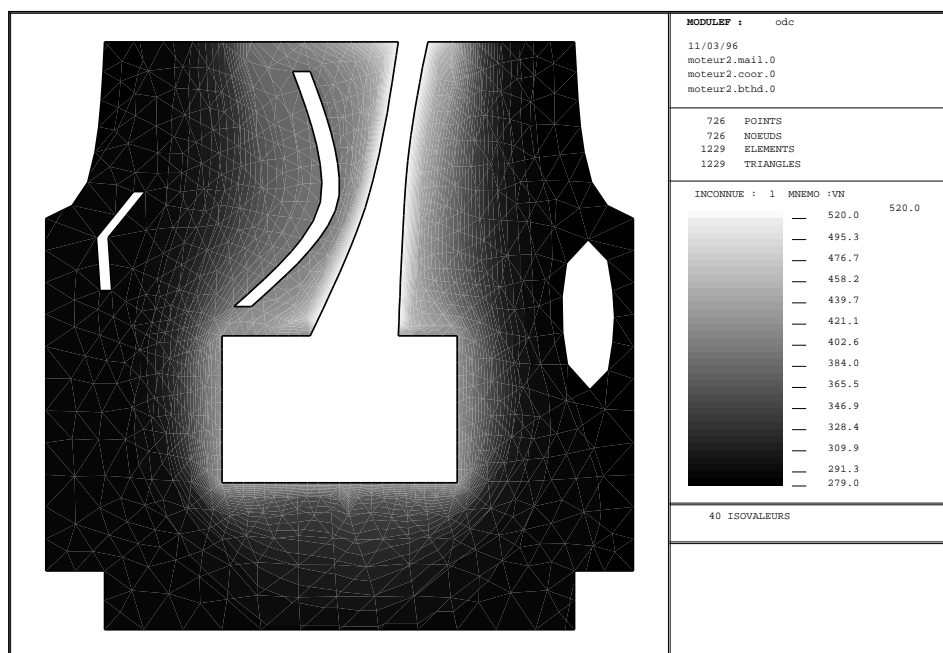 MODULEF : odc
11/03/96
moteur2.mail.0
moteur2.coor.0
moteur2.bthd.0
726 POINTS
726 NOEUDS
1229 ELEMENTS
1229 TRIANGLES
INCONNUE : 1 MNEMO :VN
520.0
520.0
495.3
476.7
458.2
439.7
421.1
402.6
384.0
365.5
346.9
328.4
309.9
291.3
279.0
40 ISOVALEURS